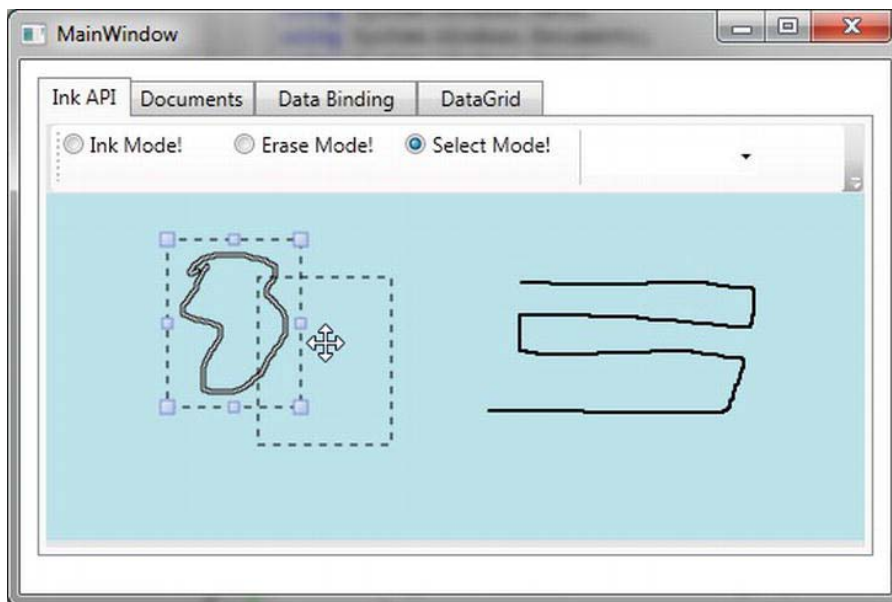 MainWindow
Ink API Documents Data Binding DataGrid
Ink Mode! Erase Mode! Select Mode!